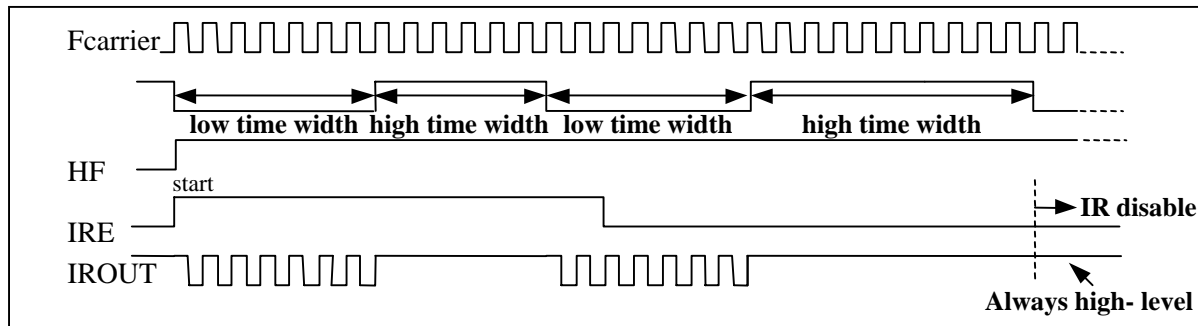 Fcarrier
low time width high time width low time width high time width
HF
start
IRE
IR disable
IROUT
Always high- level